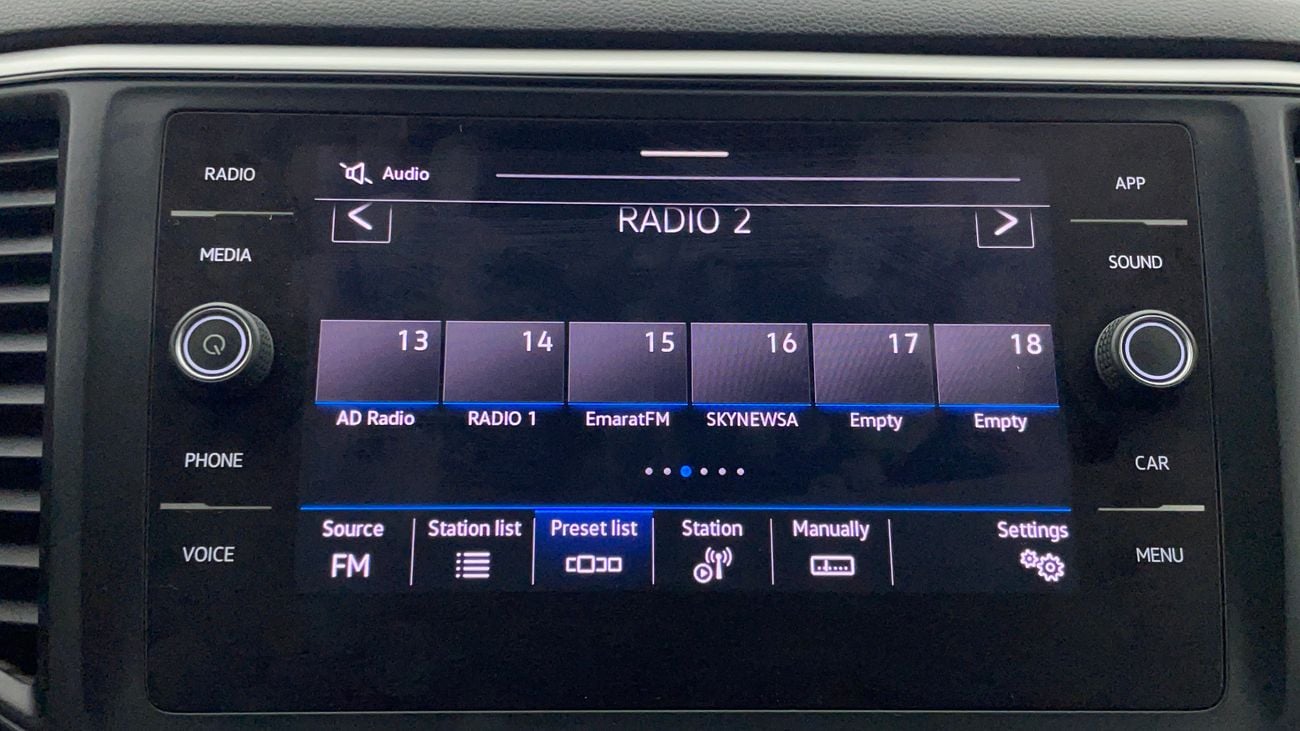 RADIO
MEDIA
PHONE
VOICE
Audio
< RADIO 2 >
13 14 15 16 17 18
AD Radio RADIO 1 EmaratFM SKYNEWSA Empty Empty
Source Station list Preset list Station Manually Settings
FM
APP
SOUND
CAR
MENU